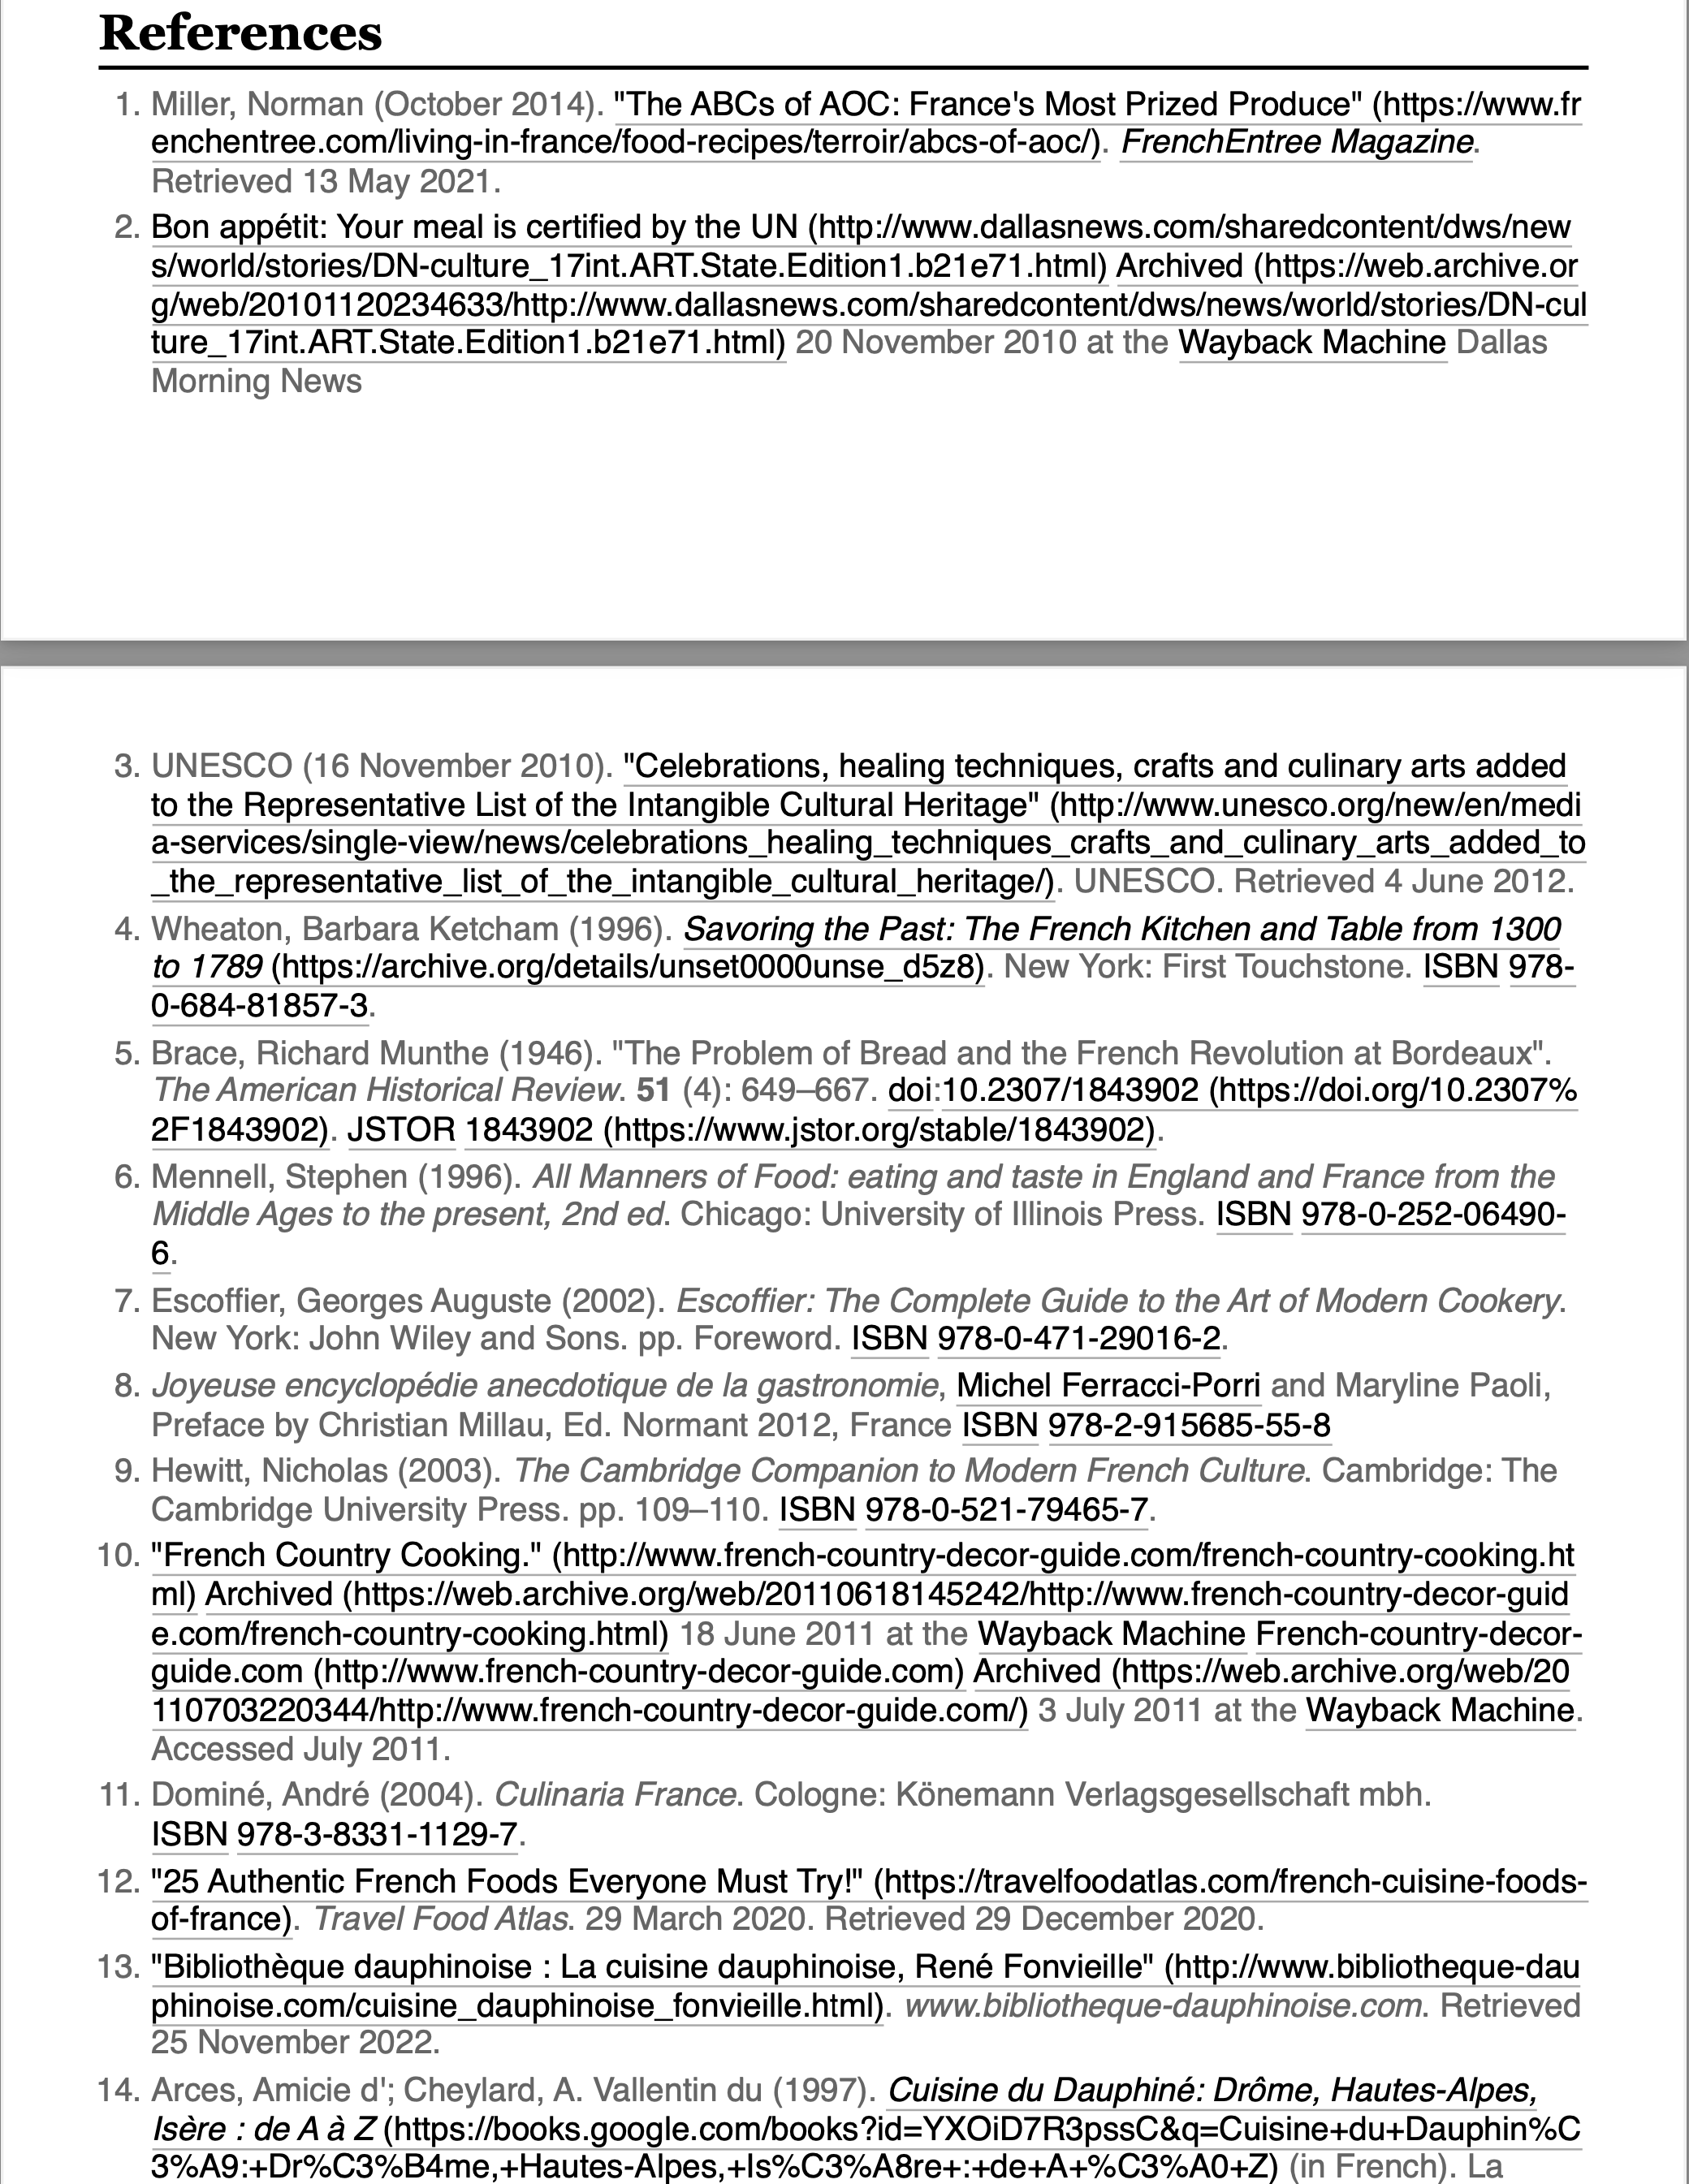 References
1. Miller, Norman (October 2014). "The ABCs of AOC: France's Most Prized Produce" (https://www.fr
enchentree.com/living-in-france/food-recipes/terroir/abcs-of-aoc/). FrenchEntree Magazine.
Retrieved 13 May 2021.
2. Bon appétit: Your meal is certified by the UN (http://www.dallasnews.com/sharedcontent/dws/new
s/world/stories/DN-culture_17int.ART.State.Edition1.b21e71.html) Archived (https://web.archive.or
g/web/20101120234633/http://www.dallasnews.com/sharedcontent/dws/news/world/stories/DN-cul
ture_17int.ART.State.Edition1.b21e71.html) 20 November 2010 at the Wayback Machine Dallas
Morning News
3. UNESCO (16 November 2010). "Celebrations, healing techniques, crafts and culinary arts added
to the Representative List of the Intangible Cultural Heritage" (http://www.unesco.org/new/en/medi
a-services/single-view/news/celebrations_healing_techniques_crafts_and_culinary_arts_added_to
_the_representative_list_of_the_intangible_cultural_heritage/). UNESCO. Retrieved 4 June 2012.
4. Wheaton, Barbara Ketcham (1996). Savoring the Past: The French Kitchen and Table from 1300
to 1789 (https://archive.org/details/unset0000unse_d5z8). New York: First Touchstone. ISBN 978-
0-684-81857-3.
5. Brace, Richard Munthe (1946). "The Problem of Bread and the French Revolution at Bordeaux".
The American Historical Review. 51 (4): 649–667. doi:10.2307/1843902 (https://doi.org/10.2307%
2F1843902). JSTOR 1843902 (https://www.jstor.org/stable/1843902).
6. Mennell, Stephen (1996). All Manners of Food: eating and taste in England and France from the
Middle Ages to the present, 2nd ed. Chicago: University of Illinois Press. ISBN 978-0-252-06490-
6.
7. Escoffier, Georges Auguste (2002). Escoffier: The Complete Guide to the Art of Modern Cookery.
New York: John Wiley and Sons. pp. Foreword. ISBN 978-0-471-29016-2.
8. Joyeuse encyclopédie anecdotique de la gastronomie, Michel Ferracci-Porri and Maryline Paoli,
Preface by Christian Millau, Ed. Normant 2012, France ISBN 978-2-915685-55-8
9. Hewitt, Nicholas (2003). The Cambridge Companion to Modern French Culture. Cambridge: The
Cambridge University Press. pp. 109–110. ISBN 978-0-521-79465-7.
10. "French Country Cooking." (http://www.french-country-decor-guide.com/french-country-cooking.ht
ml) Archived (https://web.archive.org/web/20110618145242/http://www.french-country-decor-guid
e.com/french-country-cooking.html) 18 June 2011 at the Wayback Machine French-country-decor-
guide.com (http://www.french-country-decor-guide.com) Archived (https://web.archive.org/web/20
110703220344/http://www.french-country-decor-guide.com/) 3 July 2011 at the Wayback Machine.
Accessed July 2011.
11. Dominé, André (2004). Culinaria France. Cologne: Könemann Verlagsgesellschaft mbh.
ISBN 978-3-8331-1129-7.
12. "25 Authentic French Foods Everyone Must Try!" (https://travelfoodatlas.com/french-cuisine-foods-
of-france). Travel Food Atlas. 29 March 2020. Retrieved 29 December 2020.
13. "Bibliothèque dauphinoise : La cuisine dauphinoise, René Fonvieille" (http://www.bibliotheque-dau
phinoise.com/cuisine_dauphinoise_fonvieille.html). www.bibliotheque-dauphinoise.com. Retrieved
25 November 2022.
14. Arces, Amicie d'; Cheylard, A. Vallentin du (1997). Cuisine du Dauphiné: Drôme, Hautes-Alpes,
Isère : de A à Z (https://books.google.com/books?id=YXOiD7R3pssC&q=Cuisine+du+Dauphin%C
3%A9:+Dr%C3%B4me,+Hautes-Alpes,+Is%C3%A8re+:+de+A+%C3%A0+Z) (in French). La